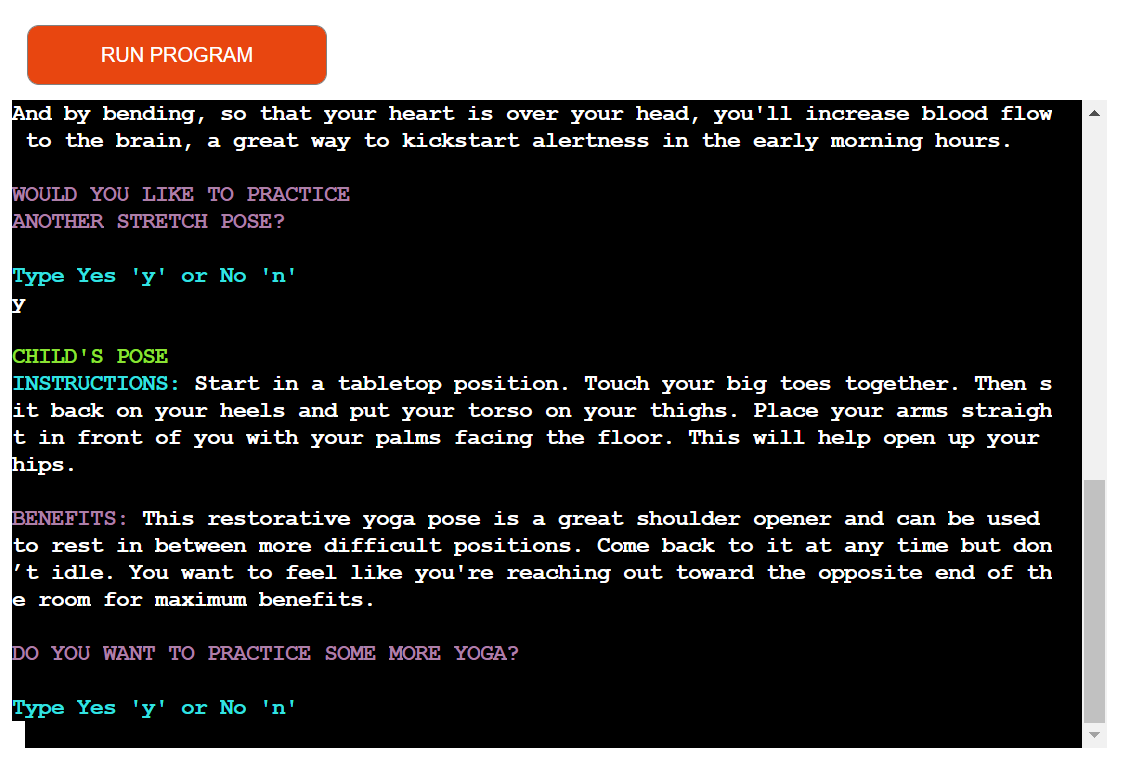 RUN PROGRAM
And by bending, so that your heart is over your head, you'll increase blood flow
to the brain, a great way to kickstart alertness in the early morning hours.
WOULD YOU LIKE TO PRACTICE
ANOTHER STRETCH POSE?
Type Yes 'y' or No 'n'
y
CHILD'S POSE
INSTRUCTIONS: Start in a tabletop position. Touch your big toes together. Then s
it back on your heels and put your torso on your thighs. Place your arms straigh
t in front of you with your palms facing the floor. This will help open up your
hips.
BENEFITS: This restorative yoga pose is a great shoulder opener and can be used
to rest in between more difficult positions. Come back to it at any time but don
’t idle. You want to feel like you're reaching out toward the opposite end of th
e room for maximum benefits.
DO YOU WANT TO PRACTICE SOME MORE YOGA?
Type Yes 'y' or No 'n'